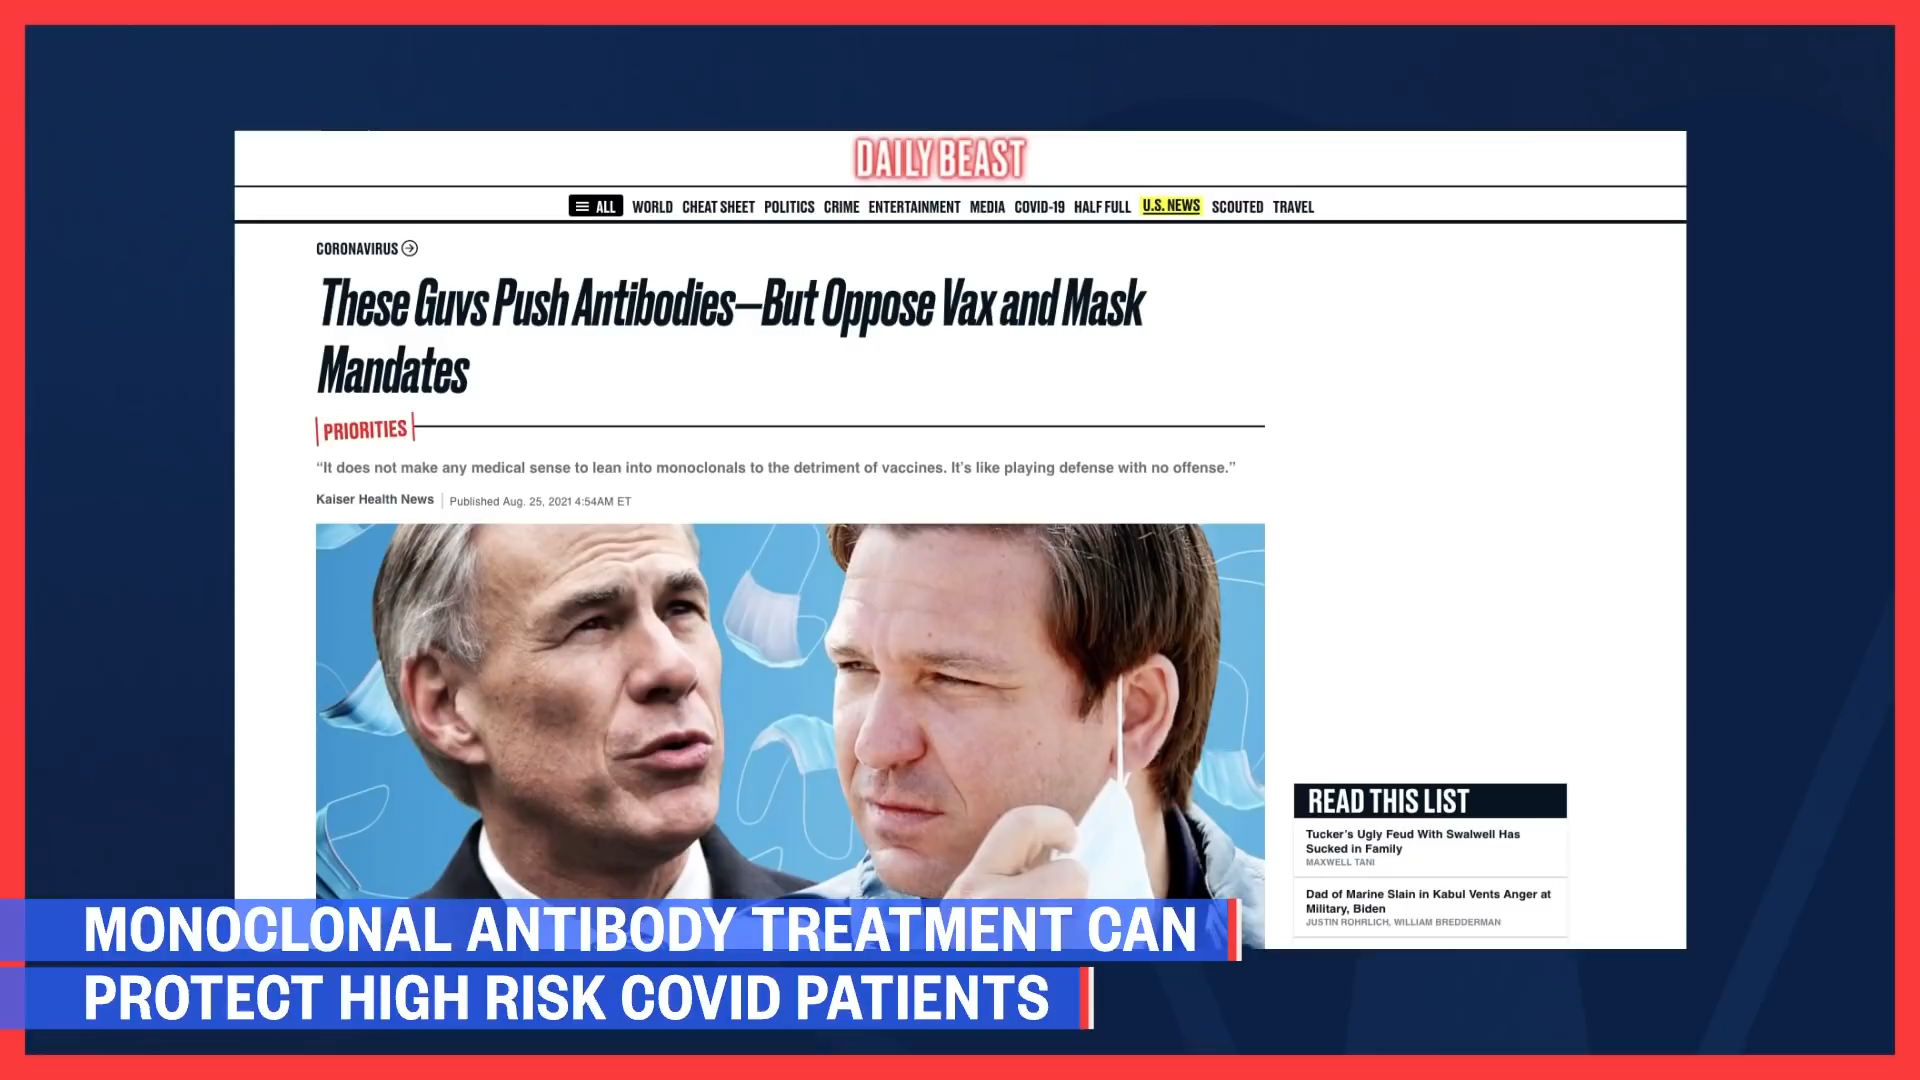 DAILY BEAST
ALL WORLD CHEAT SHEET POLITICS CRIME ENTERTAINMENT MEDIA COVID-19 HALF FULL U.S. NEWS SCOUTED TRAVEL
CORONAVIRUS
These Guys Push Antibodies—But Oppose Vax and Mask
Mandates
PRIORITIES
“It does not make any medical sense to lean into monoclonals to the detriment of vaccines. It’s like playing defense with no offense.”
Kaiser Health News Published Aug. 25, 2021 4:54AM ET
READ THIS LIST
Tucker’s Ugly Feud With Swalwell Has
Sucked in Family
MAXWELL TANI
Dad of Marine Slain in Kabul Vents Anger at
Military, Biden
JUSTIN ROHRLICH, WILLIAM BREDDERMAN
MONOCLONAL ANTIBODY TREATMENT CAN
PROTECT HIGH RISK COVID PATIENTS